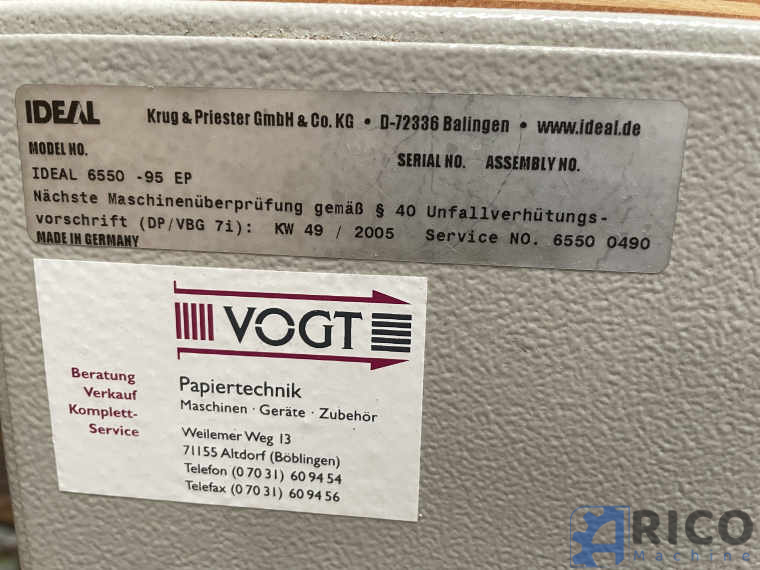 IDEAL Krug & Priester GmbH & Co. KG • D-72336 Balingen • www.ideal.de
MODEL NO. SERIAL NO. ASSEMBLY NO.
IDEAL 6550 -95 EP
Nächste Maschinenüberprüfung gemäß § 40 Unfallverhütungs-
vorschrift (DP/VBG 7i): KW 49 / 2005 Service NO. 6550 0490
MADE IN GERMANY
VOGT
Beratung
Verkauf
Komplett-
Service
Papiertechnik
Maschinen · Geräte · Zubehör
Weilemer Weg 13
71155 Altdorf (Böblingen)
Telefon (0 70 31) 60 94 54
Telefax (0 70 31) 60 94 56
ARICO
Machine